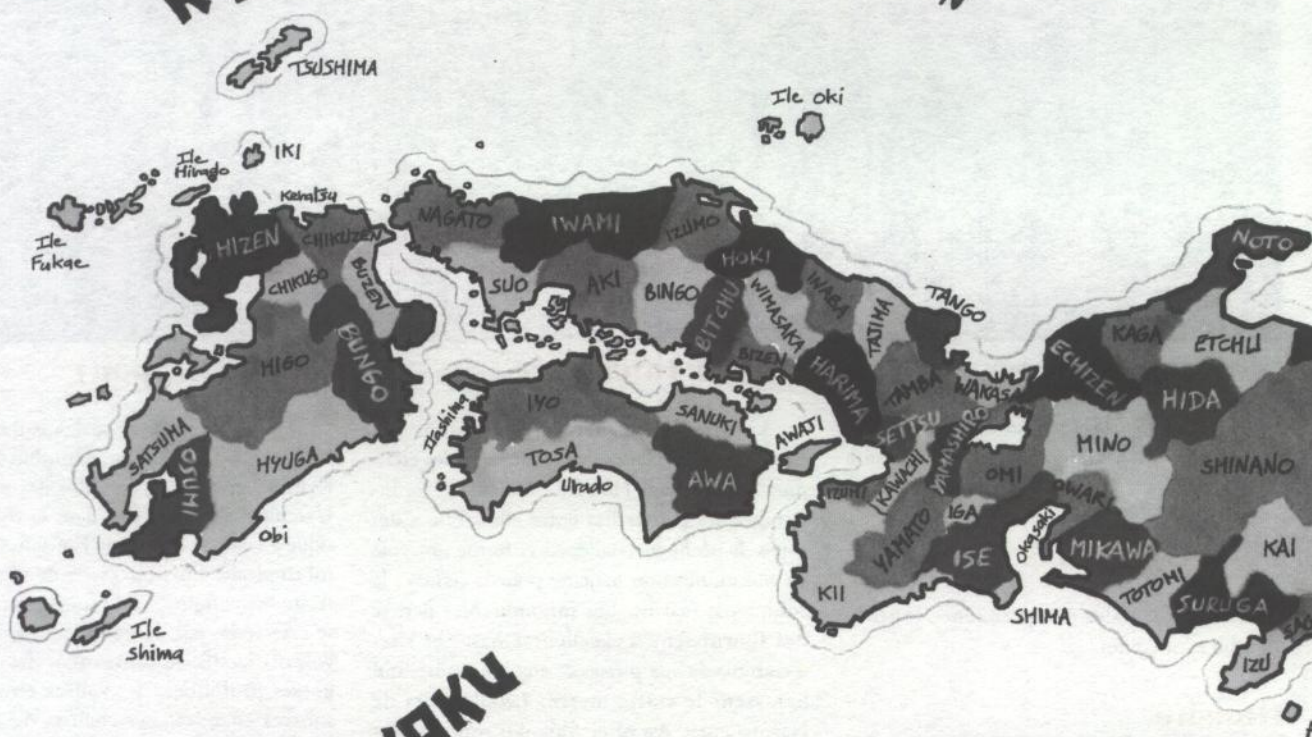 TSUSHIMA
Ile Oki
IKI
Ile
Hirado
Ile
Fukae
HIZEN
CHIKUZEN
CHIKUGO
BUZEN
BUNGO
HIGO
HYUGA
SATSUMA
OSUMI
Obi
Ile
Shima
NAGATO
IWAMI
IZUMO
SUO
AKI
BINGO
HOKI
BITCHU
WIMASAKA
INABA
TAJIMA
TANGO
BIZEN
HARIMA
TAMBA
WAKASA
SETTSU
YAMASHIRO
IYO
SANUKI
TOSA
Urado
AWA
AWAJI
IZUMI
KAWACHI
YAMATO
KII
IGA
ISE
OMI
SHIMA
Okasaki
OWARI
MIKAWA
MINO
ECHIZEN
KAGA
NOTO
ETCHU
HIDA
SHINANO
KAI
TOTOMI
SURUGA
IZU